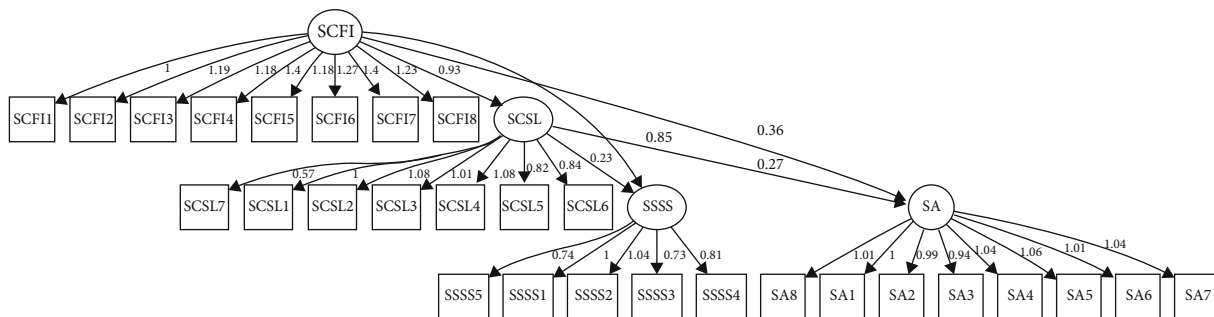 SCFI
1 1.19 1.18 1.4 1.18 1.27 1.4 1.23 0.93
SCFI1 SCFI2 SCFI3 SCFI4 SCFI5 SCFI6 SCFI7 SCFI8
SCSL
0.85 0.36
0.27
0.57 1 1.08 1.01 1.08 0.82 0.84 0.23
SCSL7 SCSL1 SCSL2 SCSL3 SCSL4 SCSL5 SCSL6
SSSS SA
0.74 1 1.04 0.73 0.81
1.01 1 0.99 0.94 1.04 1.06 1.01 1.04
SSSS5 SSSS1 SSSS2 SSSS3 SSSS4
SA8 SA1 SA2 SA3 SA4 SA5 SA6 SA7